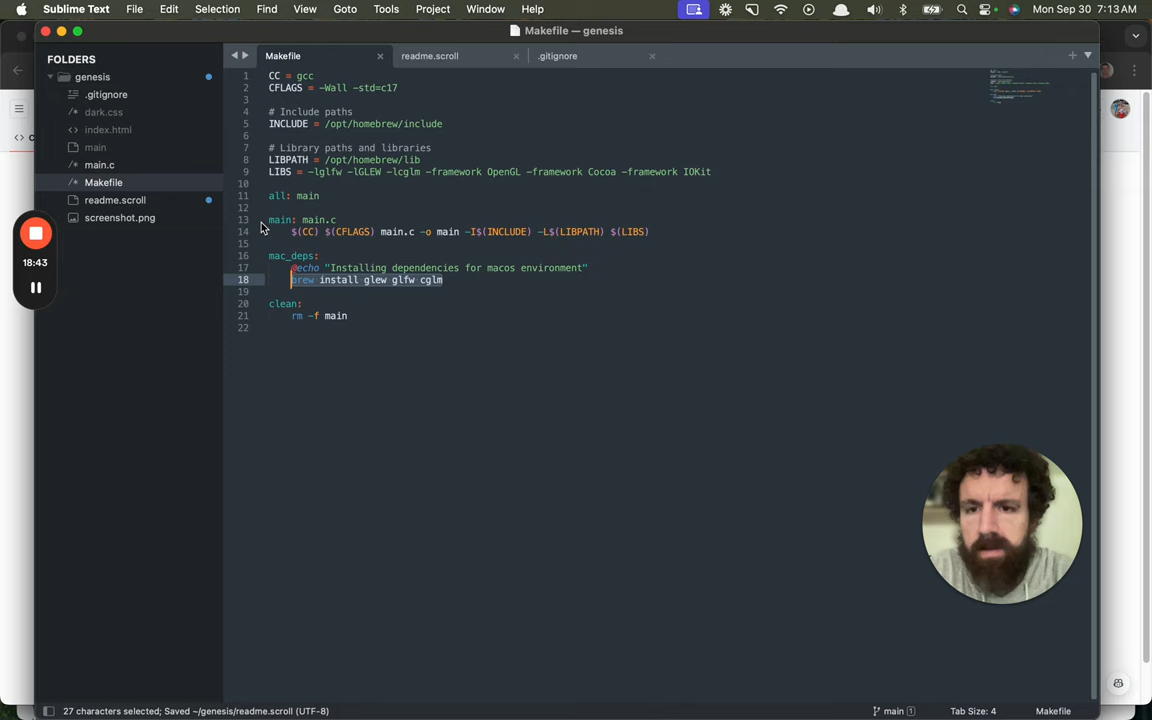 Sublime Text File Edit Selection Find View Goto Tools Project Window Help Mon Sep 30 7:13 AM
Makefile — genesis
FOLDERS
genesis
.gitignore
dark.css
index.html
main
main.c
Makefile
readme.scroll
screenshot.png
18:43
Makefile readme.scroll .gitignore
1 CC = gcc
2 CFLAGS = -Wall -std=c17
3
4 # Include paths
5 INCLUDE = /opt/homebrew/include
6
7 # Library paths and libraries
8 LIBPATH = /opt/homebrew/lib
9 LIBS = -lglfw -lGLEW -lcglm -framework OpenGL -framework Cocoa -framework IOKit
10
11 all: main
12
13 main: main.c
14 $(CC) $(CFLAGS) main.c -o main -I$(INCLUDE) -L$(LIBPATH) $(LIBS)
15
16 mac_deps:
17 @echo "Installing dependencies for macos environment"
18 brew install glew glfw cglm
19
20 clean:
21 rm -f main
22
27 characters selected; Saved ~/genesis/readme.scroll (UTF-8) main 1 Tab Size: 4 Makefile